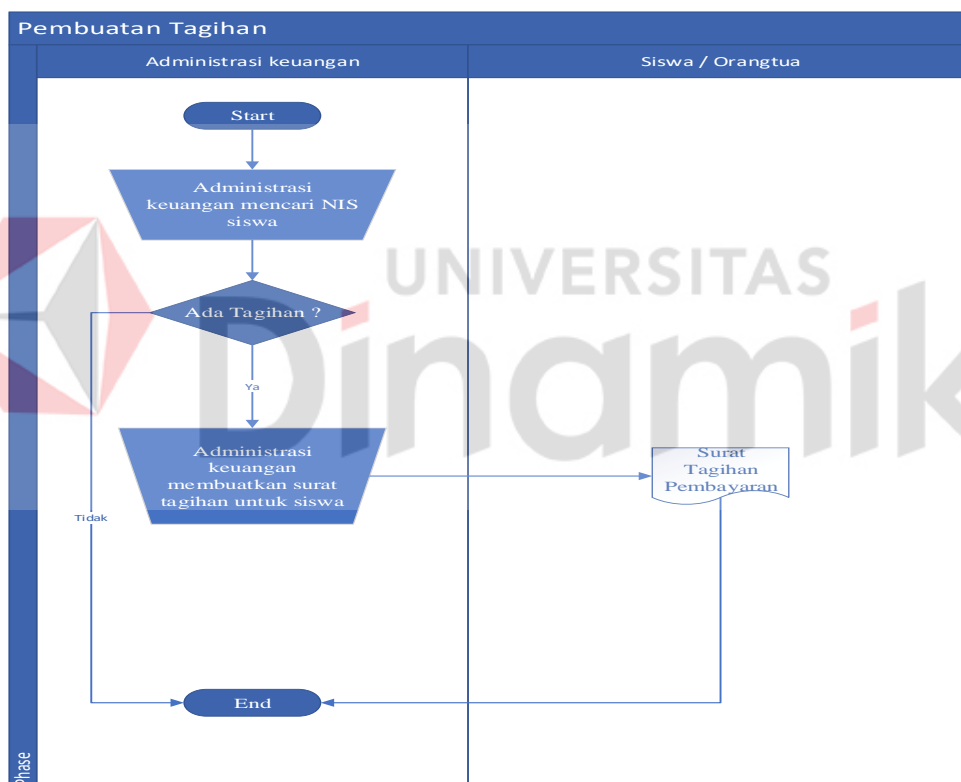 Pembuatan Tagihan
Administrasi keuangan
Siswa / Orangtua
Start
Administrasi
keuangan mencari NIS
siswa
UNIVERSITAS
Dinamik
Ada Tagihan ?
Ya
Administrasi
keuangan
membuatkan surat
tagihan untuk siswa
Surat
Tagihan
Pembayaran
Tidak
End
Phase